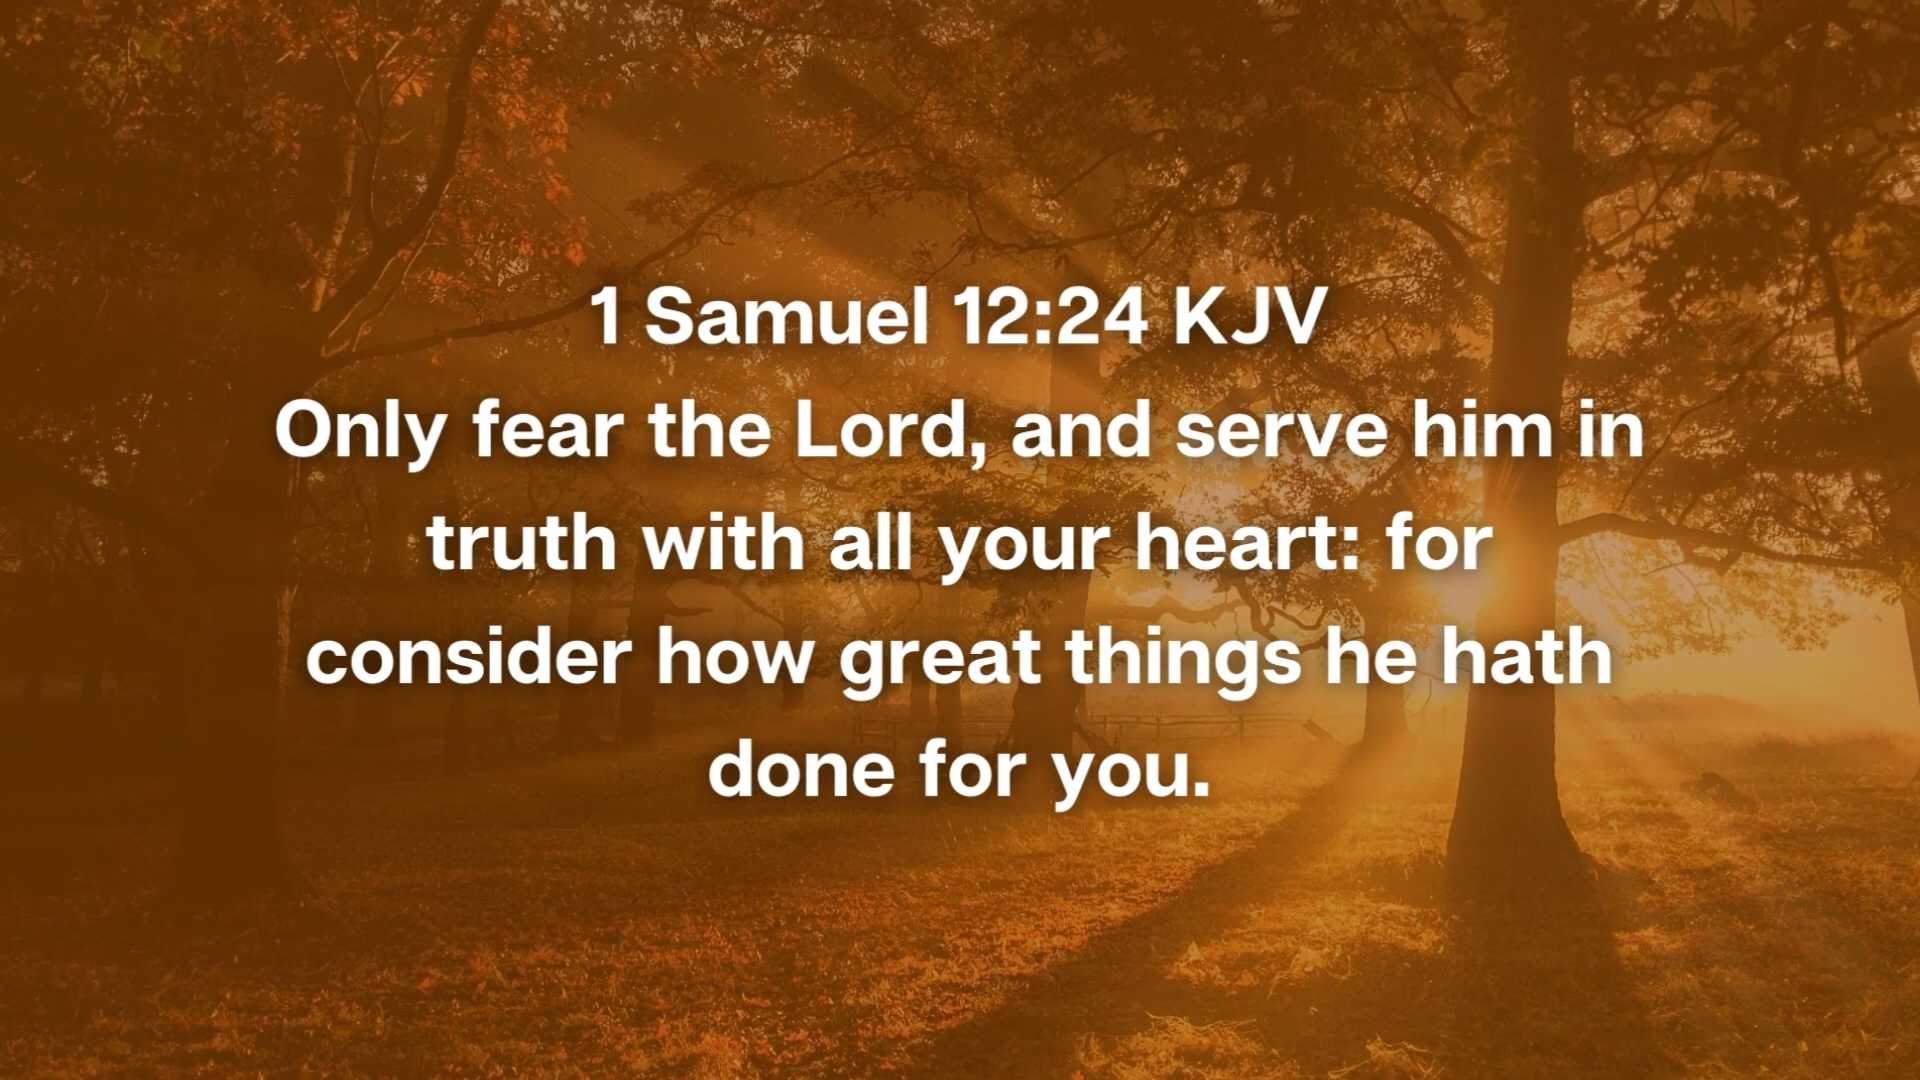 1 Samuel 12:24 KJV
Only fear the Lord, and serve him in
truth with all your heart: for
consider how great things he hath
done for you.